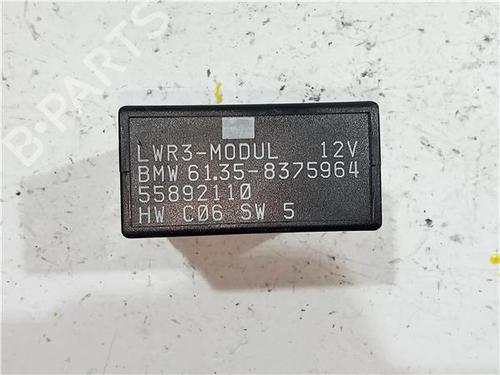 B-PARTS
LWR3-MODUL 12V
BMW 61.35-8375964
55892110
HW C06 SW 5